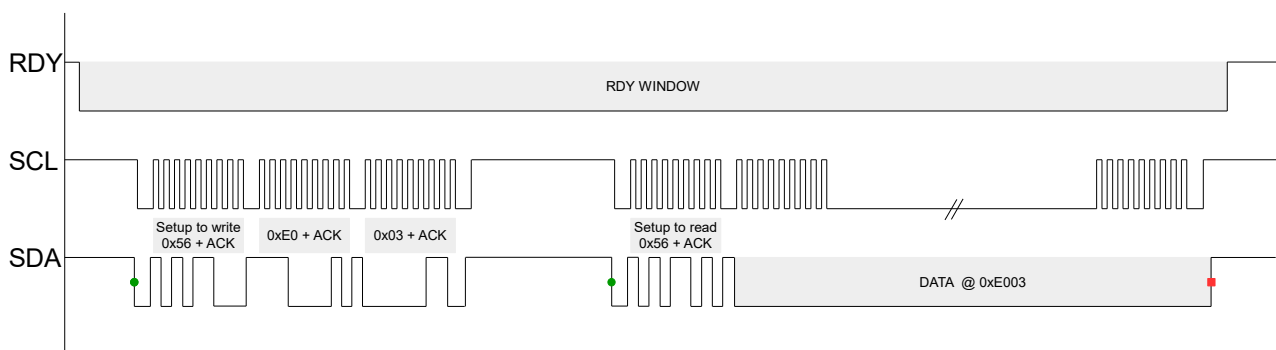 RDY
RDY WINDOW
SCL
Setup to write
0x56 + ACK
0xE0 + ACK
0x03 + ACK
Setup to read
0x56 + ACK
SDA
DATA @ 0xE003